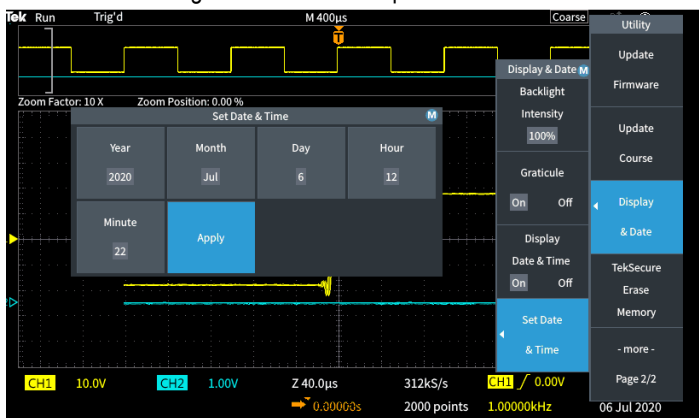 Tek Run Trig'd M 400µs Coarse
Zoom Factor: 10 X Zoom Position: 0.00 %
Set Date & Time M
Year
2020
Month
Jul
Day
6
Hour
12
Minute
22
Apply
Display & Date M
Backlight
Intensity
100%
Graticule
On Off
Display
Date & Time
On Off
Set Date
& Time
Utility
Update
Firmware
Update
Course
Display
& Date
TekSecure
Erase
Memory
- more -
Page 2/2
CH1 10.0V CH2 1.00V Z 40.0µs 312kS/s CH1 / 0.00V
0.00000s 2000 points 1.00000kHz 06 Jul 2020